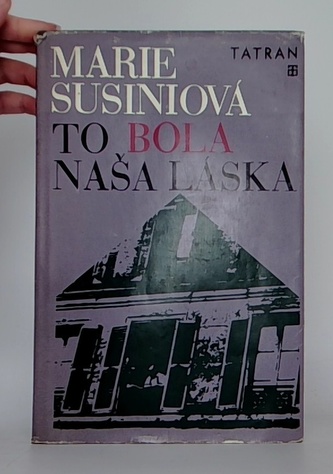 MARIE
SUSINIOVÁ
TATRAN
TO BOLA
NAŠA LÁSKA